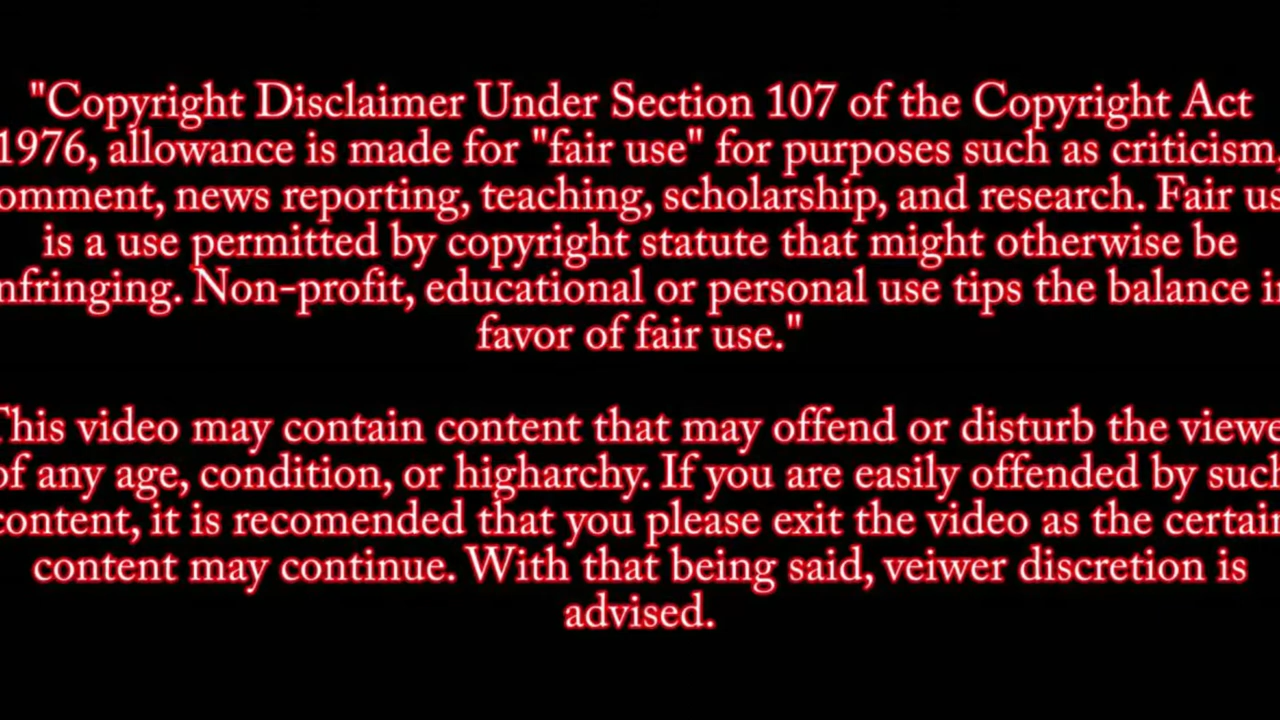 "Copyright Disclaimer Under Section 107 of the Copyright Act
1976, allowance is made for "fair use" for purposes such as criticism,
omment, news reporting, teaching, scholarship, and research. Fair us
is a use permitted by copyright statute that might otherwise be
nfringing. Non-profit, educational or personal use tips the balance in
favor of fair use."
This video may contain content that may offend or disturb the viewe
of any age, condition, or higharchy. If you are easily offended by such
content, it is recomended that you please exit the video as the certain
content may continue. With that being said, veiwer discretion is
advised.